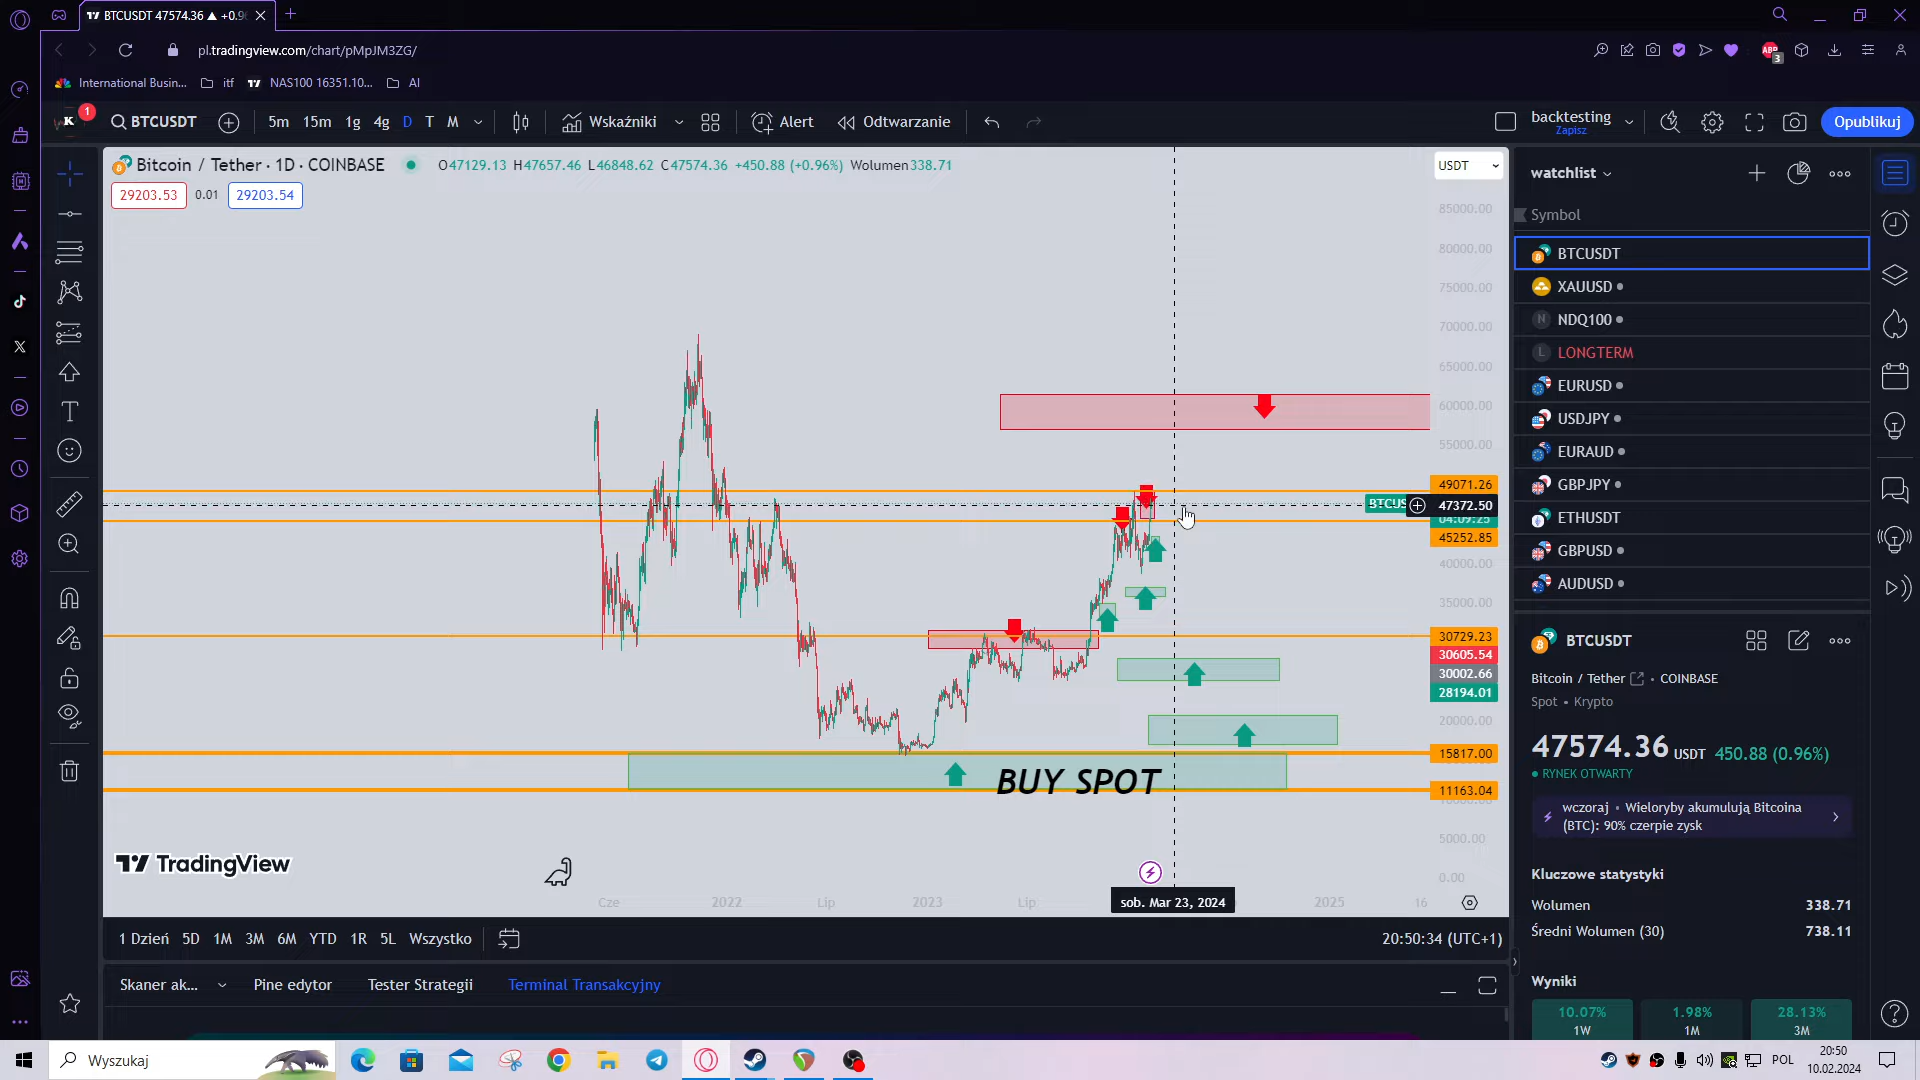 BTCUSDT 47574.36 ▲ +0.9
pl.tradingview.com/chart/pMpJM3ZG/
ABP
3
International Busin...
itf
NAS100 16351.10...
AI
1
K
BTCUSDT
5m
15m
1g
4g
D
T
M
Wskaźniki
Alert
Odtwarzanie
backtesting
Zapisz
Opublikuj
Bitcoin / Tether · 1D · COINBASE
O47129.13 H47657.46 L46848.62 C47574.36 +450.88 (+0.96%) Wolumen338.71
USDT
29203.53
0.01
29203.54
85000.00
80000.00
75000.00
70000.00
65000.00
60000.00
55000.00
49071.26
BTCUS
47372.50
04:09:25
45252.85
40000.00
35000.00
30729.23
30605.54
30002.66
28194.01
20000.00
15817.00
11163.04
5000.00
0.00
BUY SPOT
TradingView
Cze
2022
Lip
2023
Lip
sob. Mar 23, 2024
2025
16
1 Dzień
5D
1M
3M
6M
YTD
1R
5L
Wszystko
20:50:34 (UTC+1)
Skaner ak...
Pine edytor
Tester Strategii
Terminal Transakcyjny
watchlist
Symbol
BTCUSDT
XAUUSD
N
NDQ100
L
LONGTERM
EURUSD
USDJPY
EURAUD
GBPJPY
ETHUSDT
GBPUSD
AUDUSD
BTCUSDT
Bitcoin / Tether
• COINBASE
Spot • Krypto
47574.36 USDT 450.88 (0.96%)
RYNEK OTWARTY
wczoraj • Wieloryby akumulują Bitcoina
(BTC): 90% czerpie zysk
Kluczowe statystyki
Wolumen
338.71
Średni Wolumen (30)
738.11
Wyniki
10.07%
1W
1.98%
1M
28.13%
3M
Wyszukaj
POL
20:50
10.02.2024